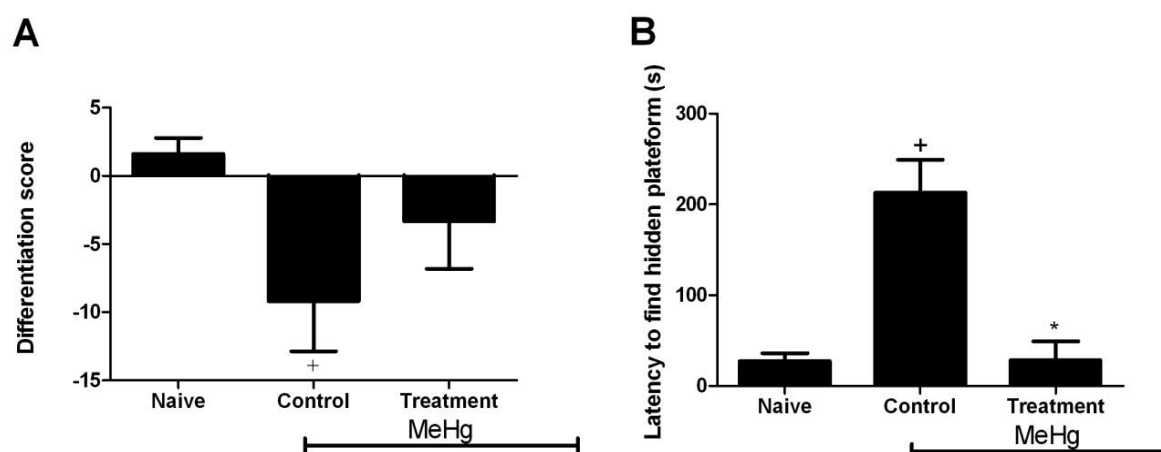 A
Differentiation score
5
0
-5
-10
-15
+
Naive
Control
Treatment
MeHg
B
Latency to find hidden plateform (s)
300
200
100
0
+
*
Naive
Control
Treatment
MeHg